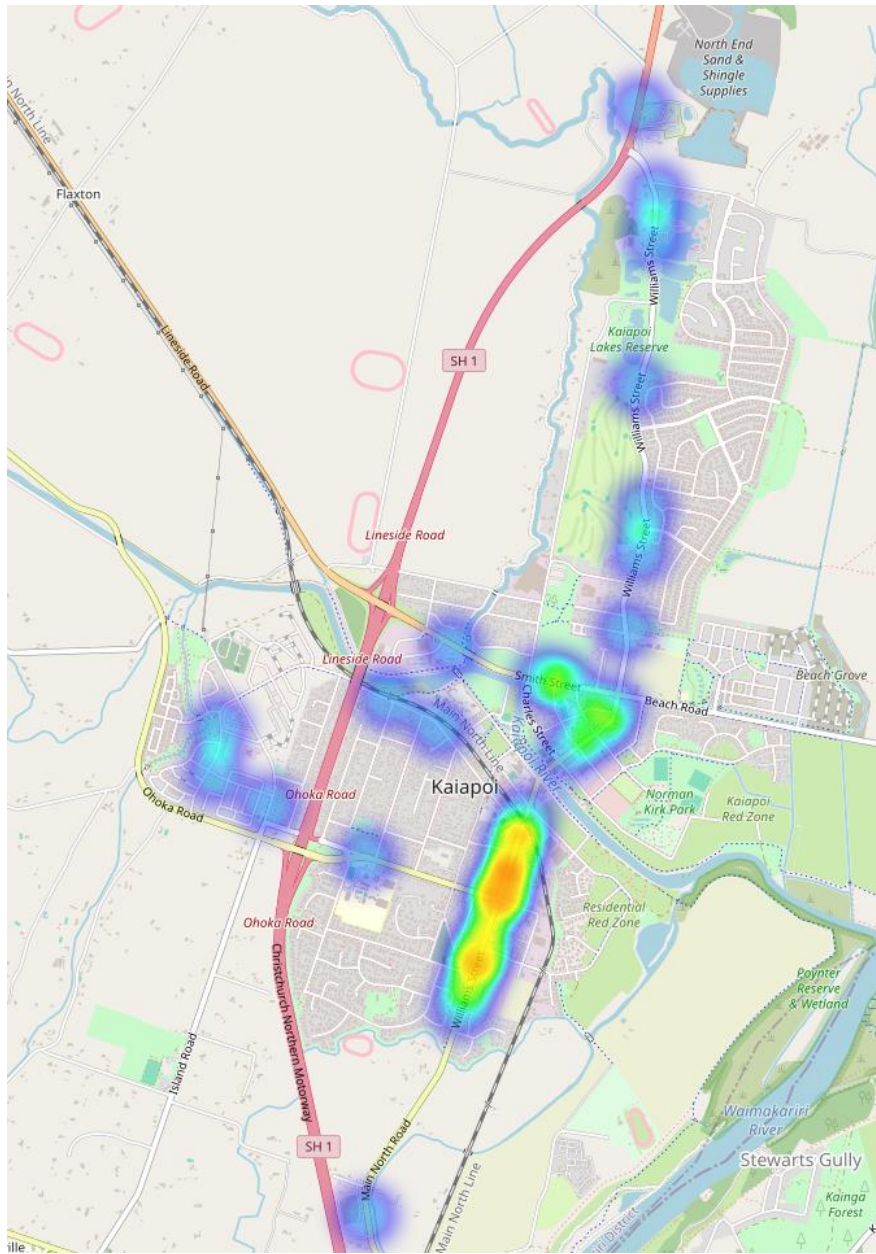 North End
Sand &
Shingle
Supplies
Main North Line
Flaxton
Williams Street
Lineside Road
Kaiapoi
Lakes Reserve
SH 1
Williams Street
Lineside Road
Williams Street
Lineside Road
Smith Street
Beach Grove
Beach Road
Charles Street
Main North Line
Kaiapoi River
Kaiapoi
Ohoka Road
Ohoka Road
Norman
Kirk Park
Kaiapoi
Red Zone
Residential
Red Zone
Ohoka Road
Williams Street
Poynter
Reserve
& Wetland
Christchurch Northern Motorway
Island Road
Waimakariri
River
SH 1
Main North Road
Main North Line
Stewarts Gully
Kainga
Forest
ville
District